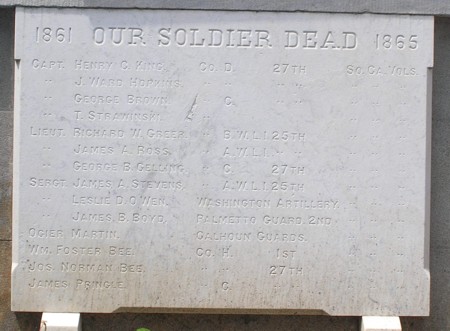 1861 OUR SOLDIER DEAD 1865
CAPT. HENRY C. KING, CO. D. 27TH SO. CA. VOLS.
" J. WARD HOPKINS, " " " " "
" GEORGE BROWN, " C. " " " "
" T. STRAWINSKI, " " " "
LIEUT. RICHARD W. GREER, " B.W.L.I. 25TH " " "
" JAMES A. ROSS, " A.W.L.I. " " " "
" GEORGE B. GELLING, " C. 27TH " " "
SERGT. JAMES A. STEVENS, " A.W.L.I. 25TH " " "
" LESLIE D. O'WEN, WASHINGTON ARTILLERY, " " "
" JAMES B. BOYD, PALMETTO GUARD, 2ND " " "
OGIER MARTIN, CALHOUN GUARDS. " " "
WM. FOSTER BEE, CO. H. 1ST " " "
JOS. NORMAN BEE, " " 27TH " " "
JAMES PRINGLE, " C. " " " "